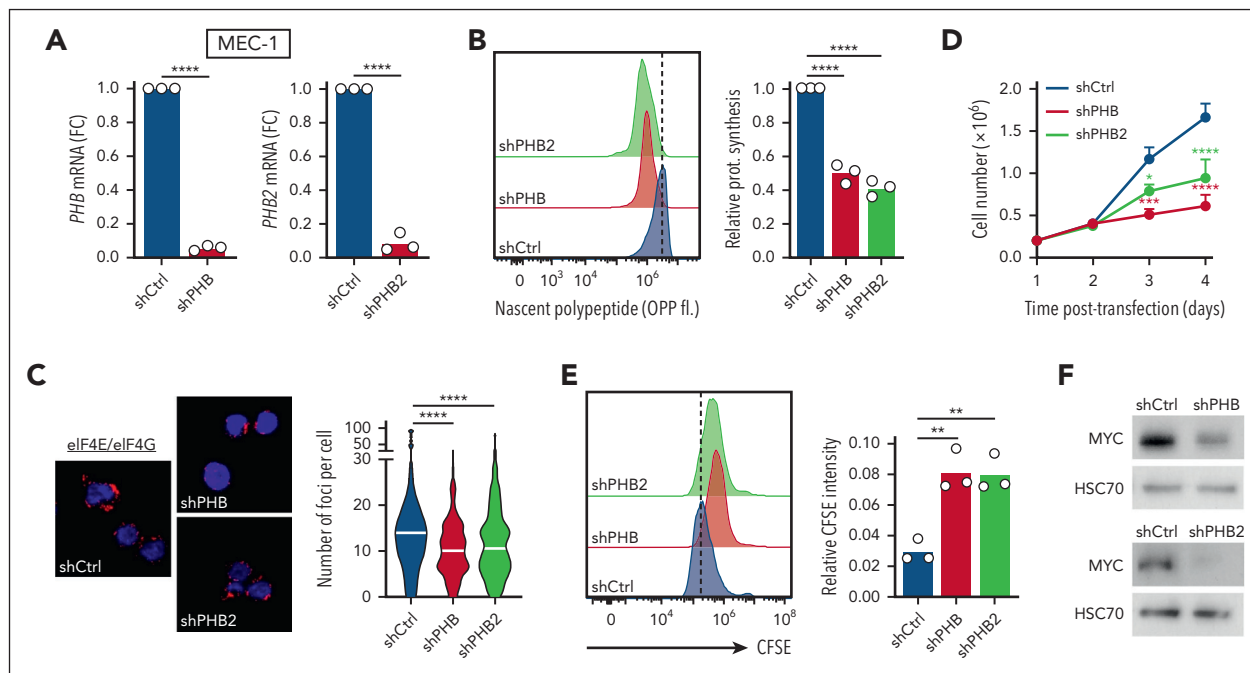 A
MEC-1
PHB mRNA (FC)
1.0
0.8
0.6
0.4
0.2
0.0
****
shCtrl
shPHB
PHB2 mRNA (FC)
1.0
0.8
0.6
0.4
0.2
0.0
****
shCtrl
shPHB2
B
shPHB2
shPHB
shCtrl
0 10³ 10⁴ 10⁶
Nascent polypeptide (OPP fl.)
Relative prot. synthesis
1.0
0.8
0.6
0.4
0.2
0.0
****
****
shCtrl
shPHB
shPHB2
D
Cell number (×10⁶)
2.0
1.5
1.0
0.5
0.0
shCtrl
shPHB
shPHB2
*
***
****
****
1 2 3 4
Time post-transfection (days)
C
eIF4E/eIF4G
shCtrl
shPHB
shPHB2
Number of foci per cell
100
50
30
20
10
0
****
****
shCtrl
shPHB
shPHB2
E
shPHB2
shPHB
shCtrl
0 10⁴ 10⁶ 10⁸
CFSE
Relative CFSE intensity
0.10
0.08
0.06
0.04
0.02
0.00
**
**
shCtrl
shPHB
shPHB2
F
shCtrl shPHB
MYC
HSC70
shCtrl shPHB2
MYC
HSC70